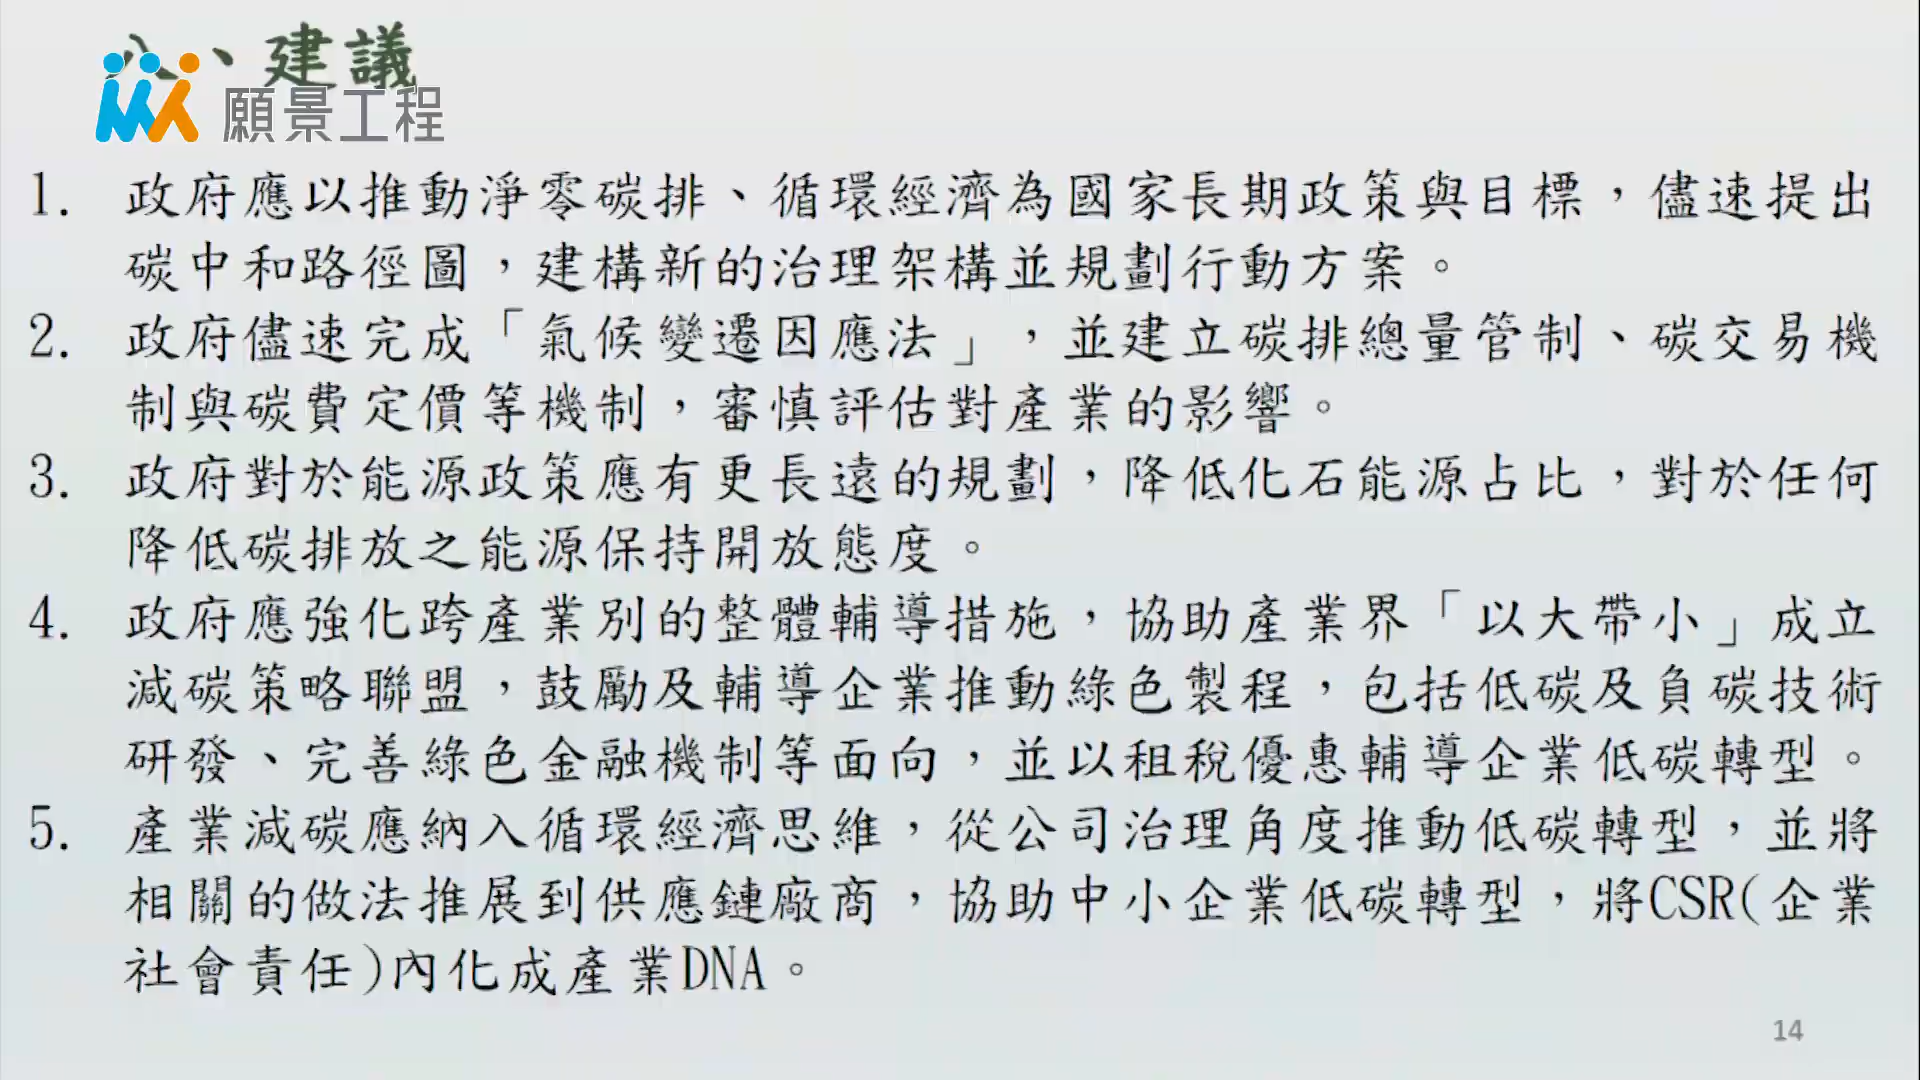 八、建議
願景工程
1. 政府應以推動淨零碳排、循環經濟為國家長期政策與目標，儘速提出
碳中和路徑圖，建構新的治理架構並規劃行動方案。
2. 政府儘速完成「氣候變遷因應法」，並建立碳排總量管制、碳交易機
制與碳費定價等機制，審慎評估對產業的影響。
3. 政府對於能源政策應有更長遠的規劃，降低化石能源占比，對於任何
降低碳排放之能源保持開放態度。
4. 政府應強化跨產業別的整體輔導措施，協助產業界「以大帶小」成立
減碳策略聯盟，鼓勵及輔導企業推動綠色製程，包括低碳及負碳技術
研發、完善綠色金融機制等面向，並以租稅優惠輔導企業低碳轉型。
5. 產業減碳應納入循環經濟思維，從公司治理角度推動低碳轉型，並將
相關的做法推展到供應鏈廠商，協助中小企業低碳轉型，將CSR(企業
社會責任)內化成產業DNA。
14